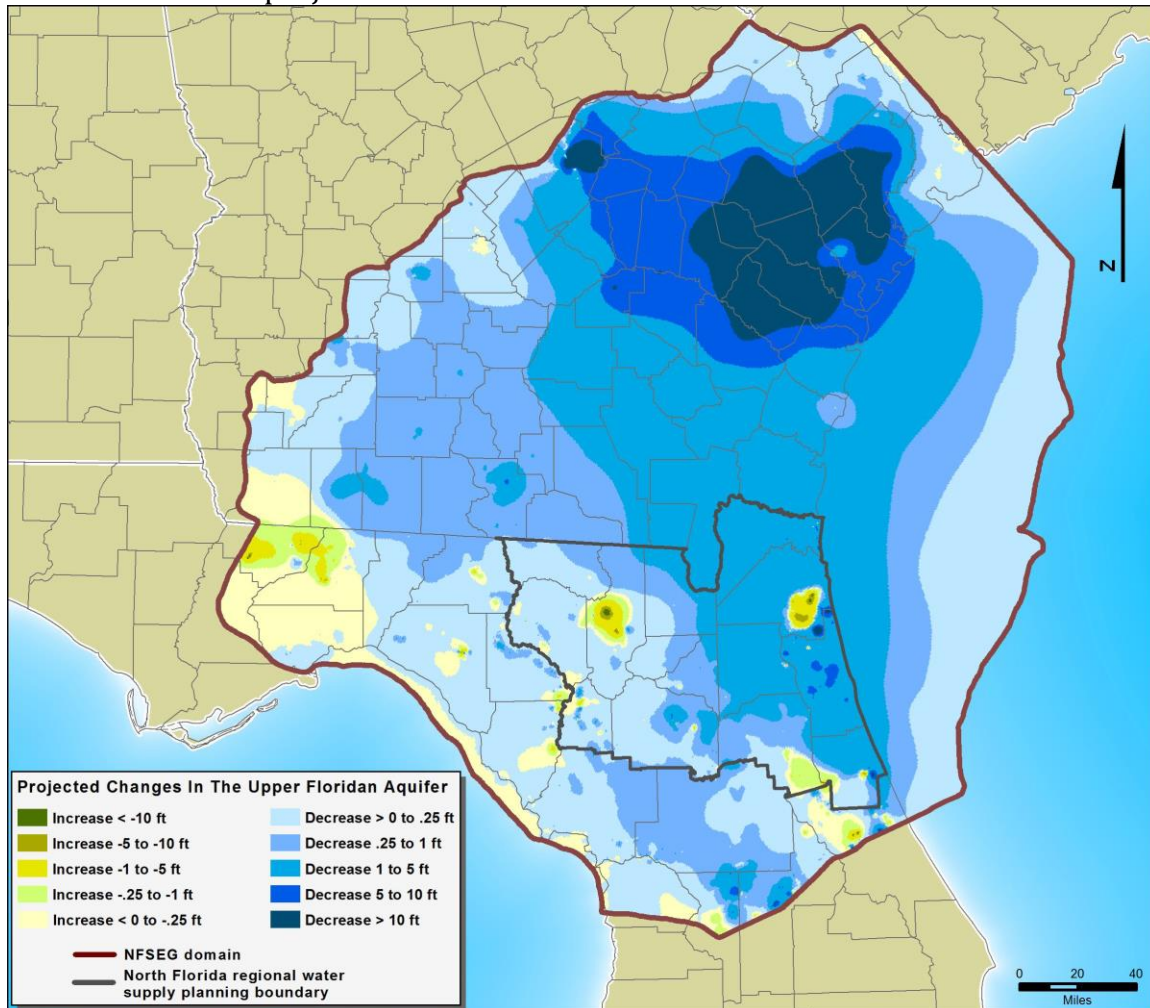 N
Projected Changes In The Upper Floridan Aquifer
Increase < -10 ft
Increase -5 to -10 ft
Increase -1 to -5 ft
Increase -.25 to -1 ft
Increase < 0 to -.25 ft
Decrease > 0 to .25 ft
Decrease .25 to 1 ft
Decrease 1 to 5 ft
Decrease 5 to 10 ft
Decrease > 10 ft
NFSEG domain
North Florida regional water
supply planning boundary
0 20 40
Miles